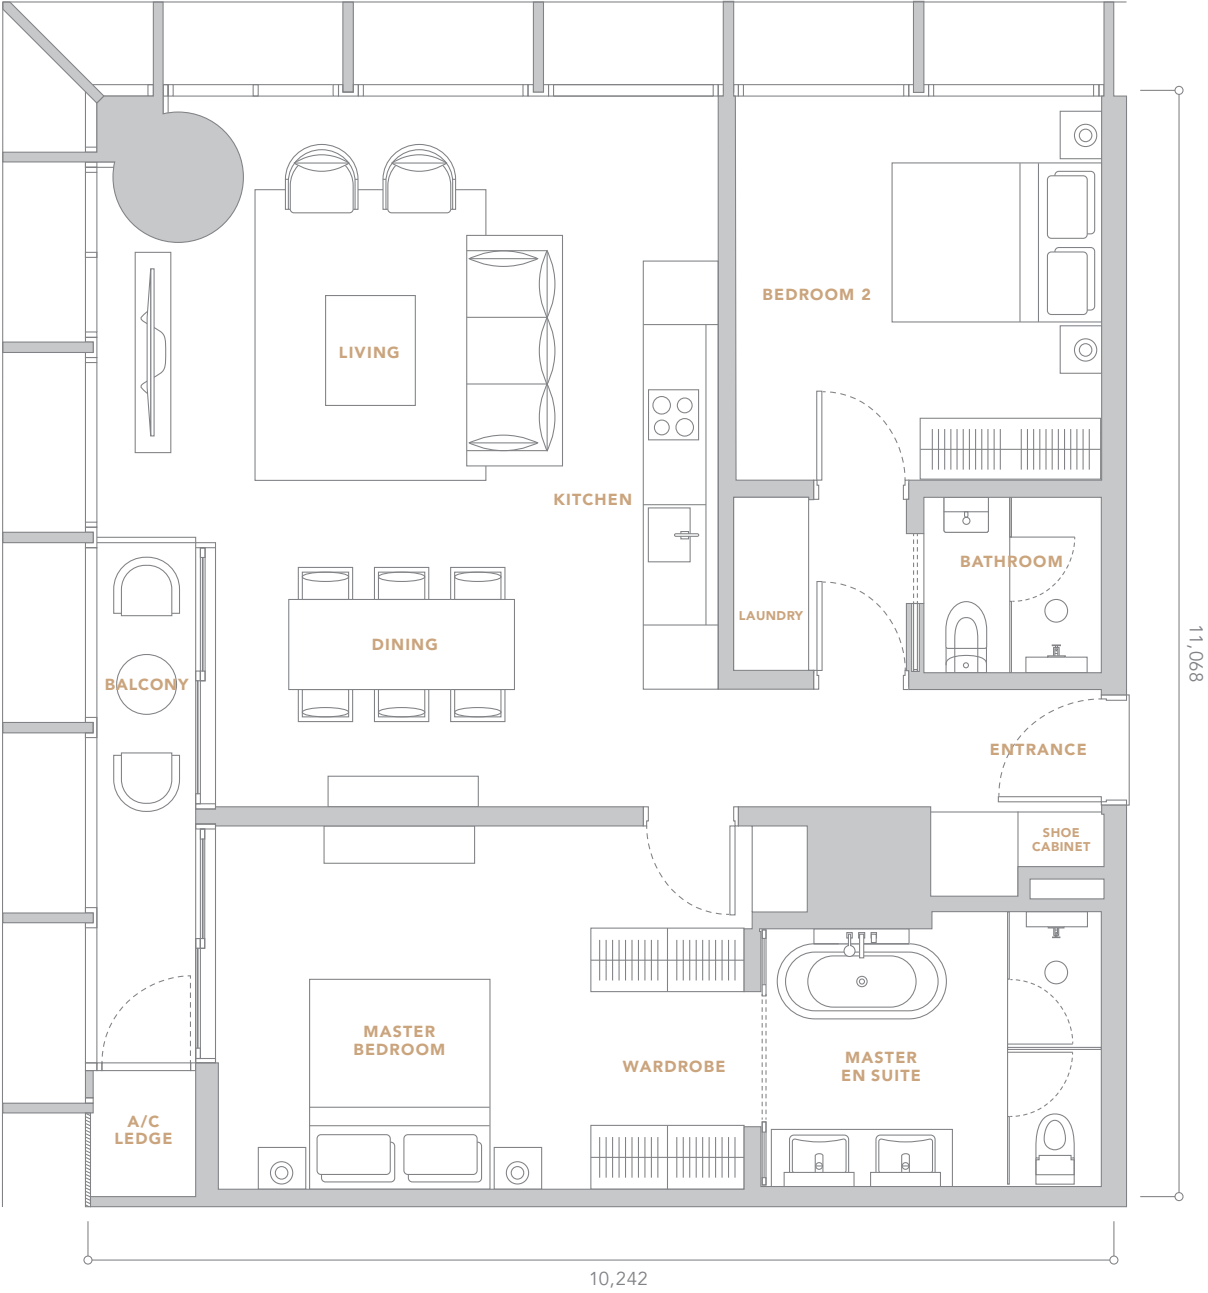 BEDROOM 2
LIVING
KITCHEN
BATHROOM
LAUNDRY
DINING
BALCONY
11,068
ENTRANCE
SHOE
CABINET
MASTER
BEDROOM
WARDROBE
MASTER
EN SUITE
A/C
LEDGE
10,242